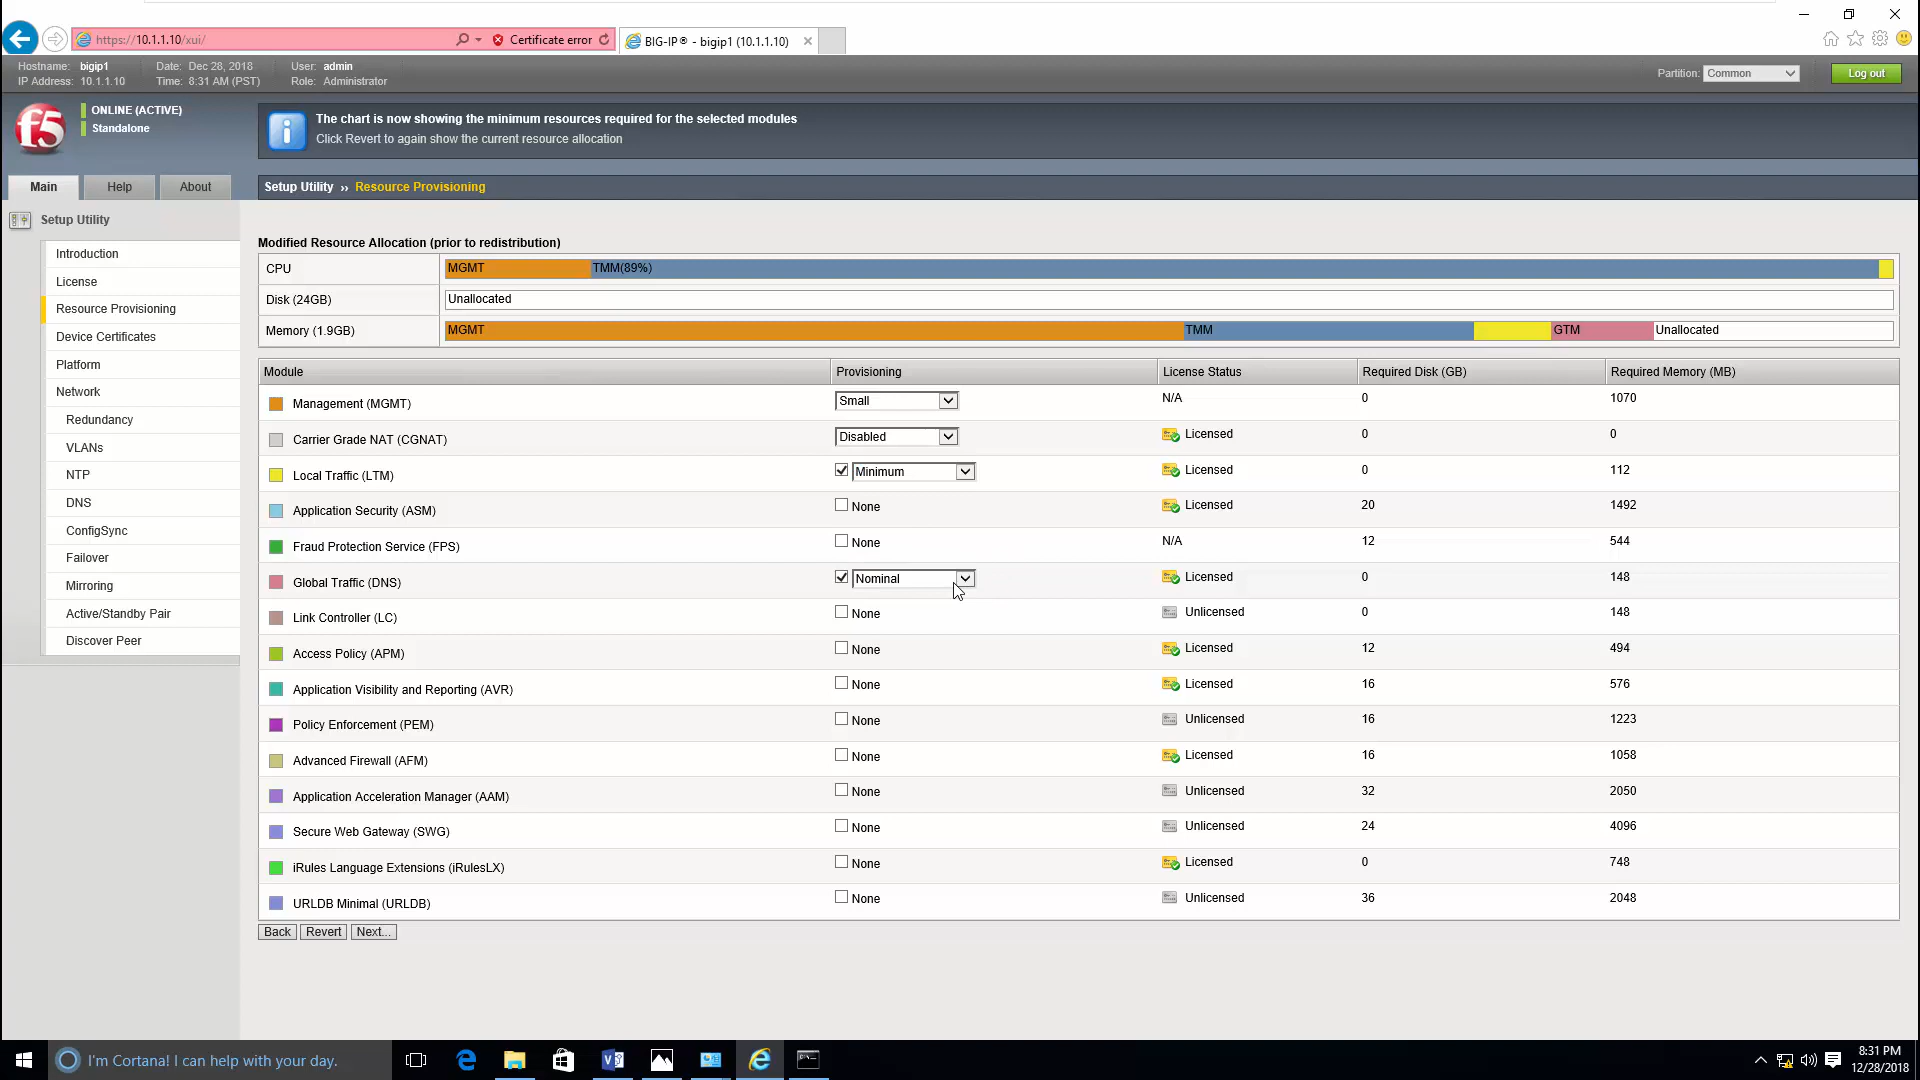 https://10.1.1.10/xui/
Certificate error
BIG-IP® - bigip1 (10.1.1.10)
Hostname: bigip1
Date: Dec 28, 2018
User: admin
IP Address: 10.1.1.10
Time: 8:31 AM (PST)
Role: Administrator
Partition: Common
Log out
f5
ONLINE (ACTIVE)
Standalone
The chart is now showing the minimum resources required for the selected modules
Click Revert to again show the current resource allocation
Main
Help
About
Setup Utility ›› Resource Provisioning
Setup Utility
Introduction
License
Resource Provisioning
Device Certificates
Platform
Network
Redundancy
VLANs
NTP
DNS
ConfigSync
Failover
Mirroring
Active/Standby Pair
Discover Peer
Modified Resource Allocation (prior to redistribution)
CPU MGMT TMM(89%)
Disk (24GB) Unallocated
Memory (1.9GB) MGMT TMM GTM Unallocated
Module Provisioning License Status Required Disk (GB) Required Memory (MB)
Management (MGMT) Small N/A 0 1070
Carrier Grade NAT (CGNAT) Disabled Licensed 0 0
Local Traffic (LTM) Minimum Licensed 0 112
Application Security (ASM) None Licensed 20 1492
Fraud Protection Service (FPS) None N/A 12 544
Global Traffic (DNS) Nominal Licensed 0 148
Link Controller (LC) None Unlicensed 0 148
Access Policy (APM) None Licensed 12 494
Application Visibility and Reporting (AVR) None Licensed 16 576
Policy Enforcement (PEM) None Unlicensed 16 1223
Advanced Firewall (AFM) None Licensed 16 1058
Application Acceleration Manager (AAM) None Unlicensed 32 2050
Secure Web Gateway (SWG) None Unlicensed 24 4096
iRules Language Extensions (iRulesLX) None Licensed 0 748
URLDB Minimal (URLDB) None Unlicensed 36 2048
Back
Revert
Next...
I'm Cortana! I can help with your day.
8:31 PM
12/28/2018